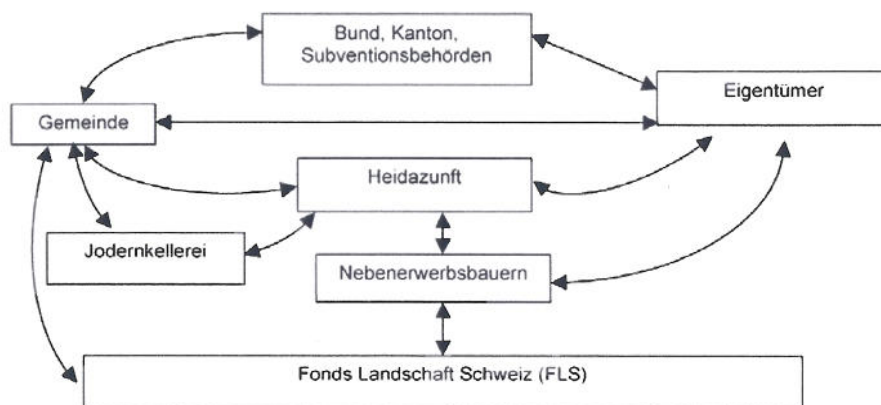 Bund, Kanton,
Subventionsbehörden
Eigentümer
Gemeinde
Heidazunft
Jodernkellerei
Nebenerwerbsbauern
Fonds Landschaft Schweiz (FLS)